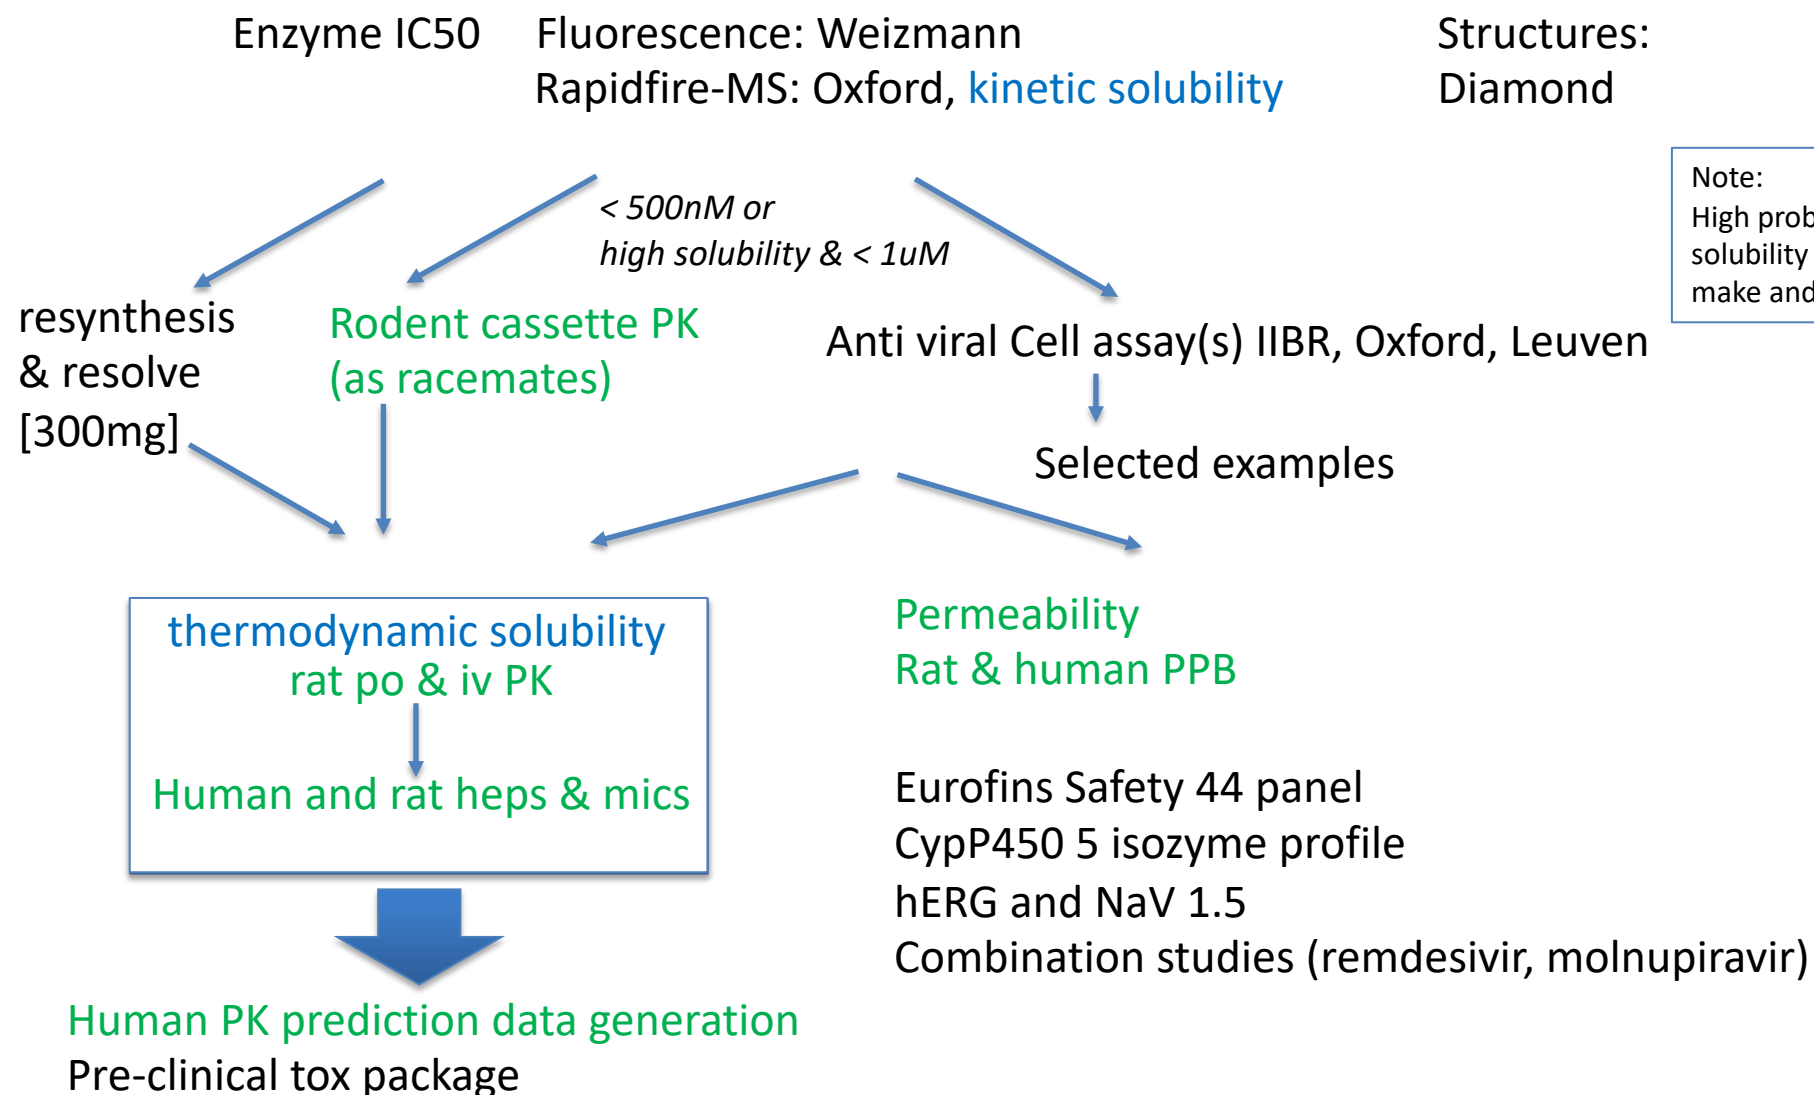 Enzyme IC50
Fluorescence: Weizmann
Rapidfire-MS: Oxford, kinetic solubility
Structures:
Diamond
Note:
High prob
solubility
make and
< 500nM or
high solubility & < 1uM
resynthesis
& resolve
[300mg]
Rodent cassette PK
(as racemates)
Anti viral Cell assay(s) IIBR, Oxford, Leuven
Selected examples
thermodynamic solubility
rat po & iv PK
Human and rat heps & mics
Permeability
Rat & human PPB
Eurofins Safety 44 panel
CypP450 5 isozyme profile
hERG and NaV 1.5
Combination studies (remdesivir, molnupiravir)
Human PK prediction data generation
Pre-clinical tox package